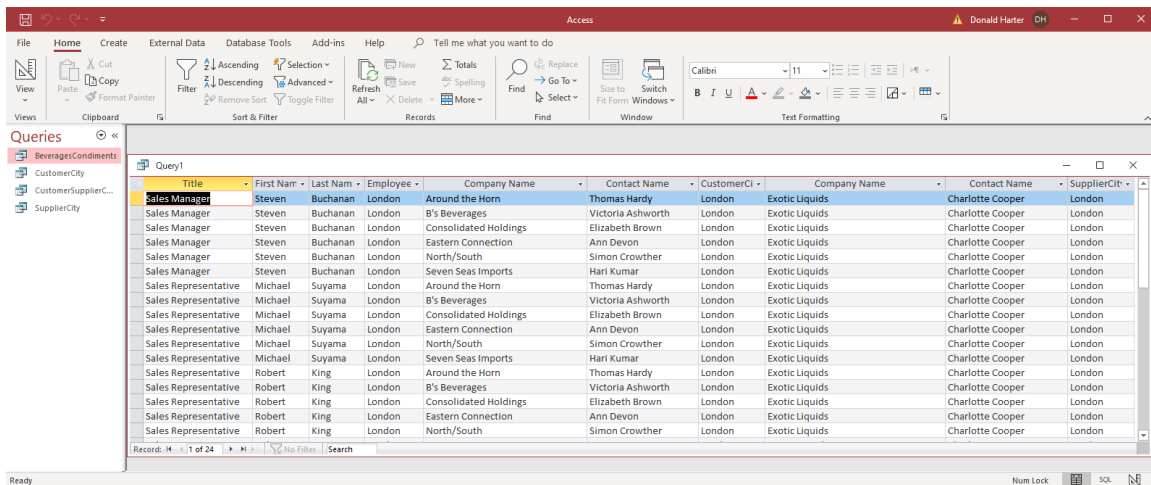 Access
Donald Harter DH
File Home Create External Data Database Tools Add-ins Help Tell me what you want to do
View
Views
Paste
Cut
Copy
Format Painter
Clipboard
Filter
Ascending
Descending
Remove Sort
Selection
Advanced
Toggle Filter
Sort & Filter
Refresh All
New
Save
Delete
Totals
Spelling
More
Records
Find
Replace
Go To
Select
Find
Size to Fit Form
Switch Windows
Window
Calibri 11
B I U A
Text Formatting
Queries
BeveragesCondiments
CustomerCity
CustomerSupplierC...
SupplierCity
Query1
Title First Nam Last Nam Employee Company Name Contact Name CustomerCi Company Name Contact Name SupplierCit
Sales Manager Steven Buchanan London Around the Horn Thomas Hardy London Exotic Liquids Charlotte Cooper London
Sales Manager Steven Buchanan London B's Beverages Victoria Ashworth London Exotic Liquids Charlotte Cooper London
Sales Manager Steven Buchanan London Consolidated Holdings Elizabeth Brown London Exotic Liquids Charlotte Cooper London
Sales Manager Steven Buchanan London Eastern Connection Ann Devon London Exotic Liquids Charlotte Cooper London
Sales Manager Steven Buchanan London North/South Simon Crowther London Exotic Liquids Charlotte Cooper London
Sales Manager Steven Buchanan London Seven Seas Imports Hari Kumar London Exotic Liquids Charlotte Cooper London
Sales Representative Michael Suyama London Around the Horn Thomas Hardy London Exotic Liquids Charlotte Cooper London
Sales Representative Michael Suyama London B's Beverages Victoria Ashworth London Exotic Liquids Charlotte Cooper London
Sales Representative Michael Suyama London Consolidated Holdings Elizabeth Brown London Exotic Liquids Charlotte Cooper London
Sales Representative Michael Suyama London Eastern Connection Ann Devon London Exotic Liquids Charlotte Cooper London
Sales Representative Michael Suyama London North/South Simon Crowther London Exotic Liquids Charlotte Cooper London
Sales Representative Michael Suyama London Seven Seas Imports Hari Kumar London Exotic Liquids Charlotte Cooper London
Sales Representative Robert King London Around the Horn Thomas Hardy London Exotic Liquids Charlotte Cooper London
Sales Representative Robert King London B's Beverages Victoria Ashworth London Exotic Liquids Charlotte Cooper London
Sales Representative Robert King London Consolidated Holdings Elizabeth Brown London Exotic Liquids Charlotte Cooper London
Sales Representative Robert King London Eastern Connection Ann Devon London Exotic Liquids Charlotte Cooper London
Sales Representative Robert King London North/South Simon Crowther London Exotic Liquids Charlotte Cooper London
Record: 1 of 24 No Filter Search
Ready Num Lock SQL